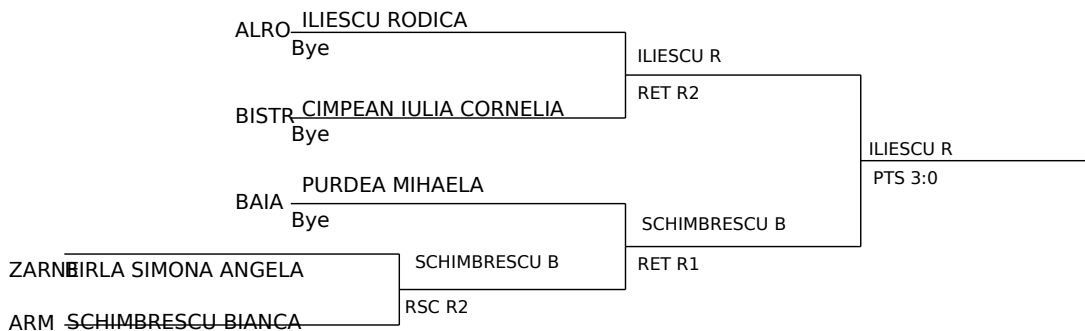 ALRO ILIESCU RODICA
Bye
ILIESCU R
RET R2
BISTR CIMPEAN IULIA CORNELIA
Bye
ILIESCU R
PTS 3:0
BAIA PURDEA MIHAELA
Bye
SCHIMBRESCU B
RET R1
ZARNE BIRLA SIMONA ANGELA
SCHIMBRESCU B
RSC R2
ARM SCHIMBRESCU BIANCA